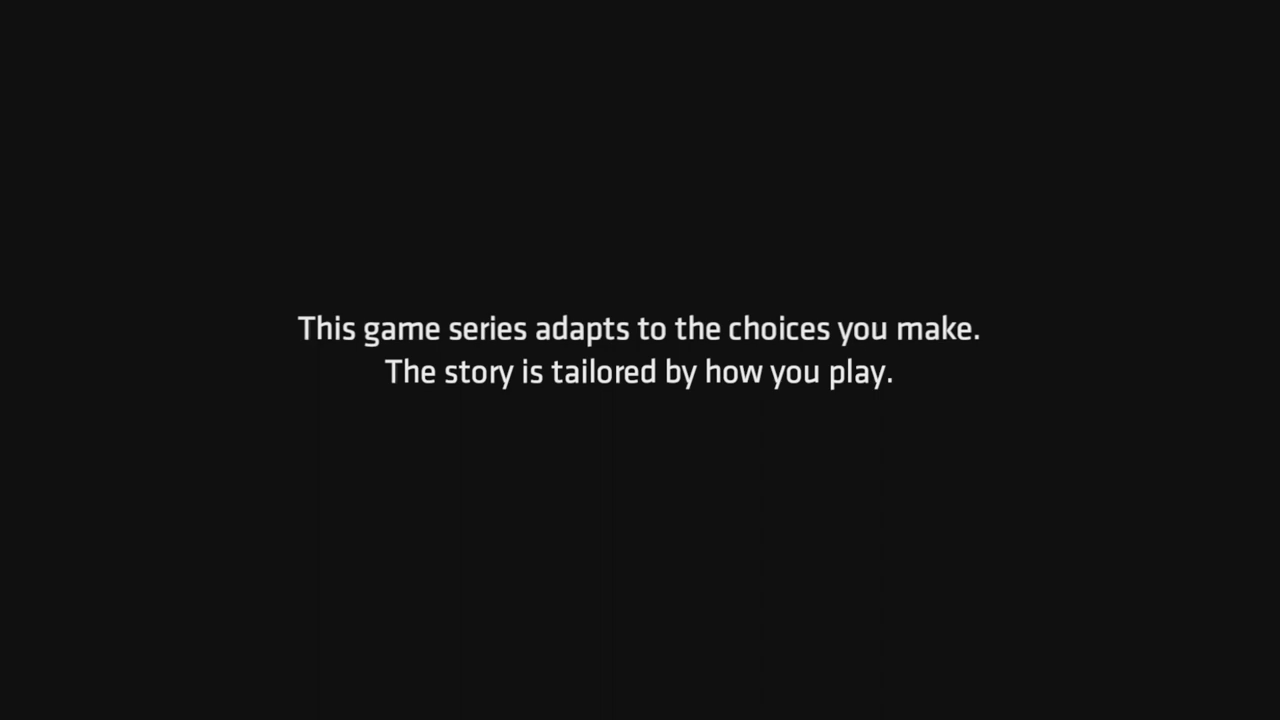 This game series adapts to the choices you make.
The story is tailored by how you play.